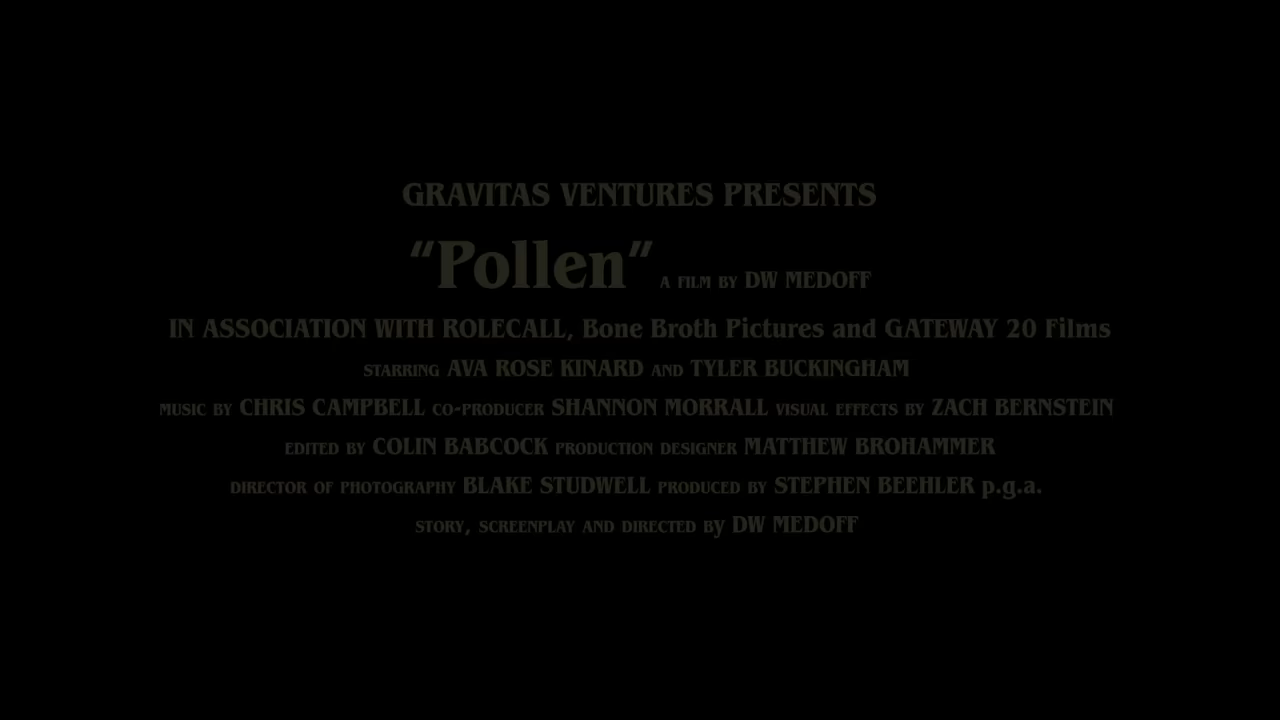 GRAVITAS VENTURES PRESENTS
“Pollen” A FILM BY DW MEDOFF
IN ASSOCIATION WITH ROLECALL, Bone Broth Pictures and GATEWAY 20 Films
STARRING AVA ROSE KINARD AND TYLER BUCKINGHAM
MUSIC BY CHRIS CAMPBELL CO-PRODUCER SHANNON MORRALL VISUAL EFFECTS BY ZACH BERNSTEIN
EDITED BY COLIN BABCOCK PRODUCTION DESIGNER MATTHEW BROHAMMER
DIRECTOR OF PHOTOGRAPHY BLAKE STUDWELL PRODUCED BY STEPHEN BEEHLER p.g.a.
STORY, SCREENPLAY AND DIRECTED By DW MEDOFF